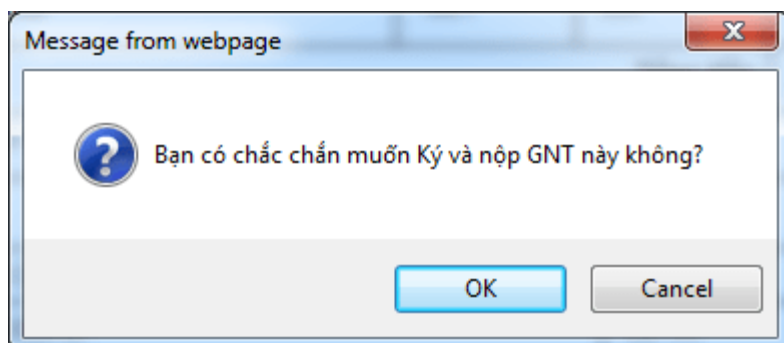 Message from webpage
Bạn có chắc chắn muốn Ký và nộp GNT này không?
OK
Cancel